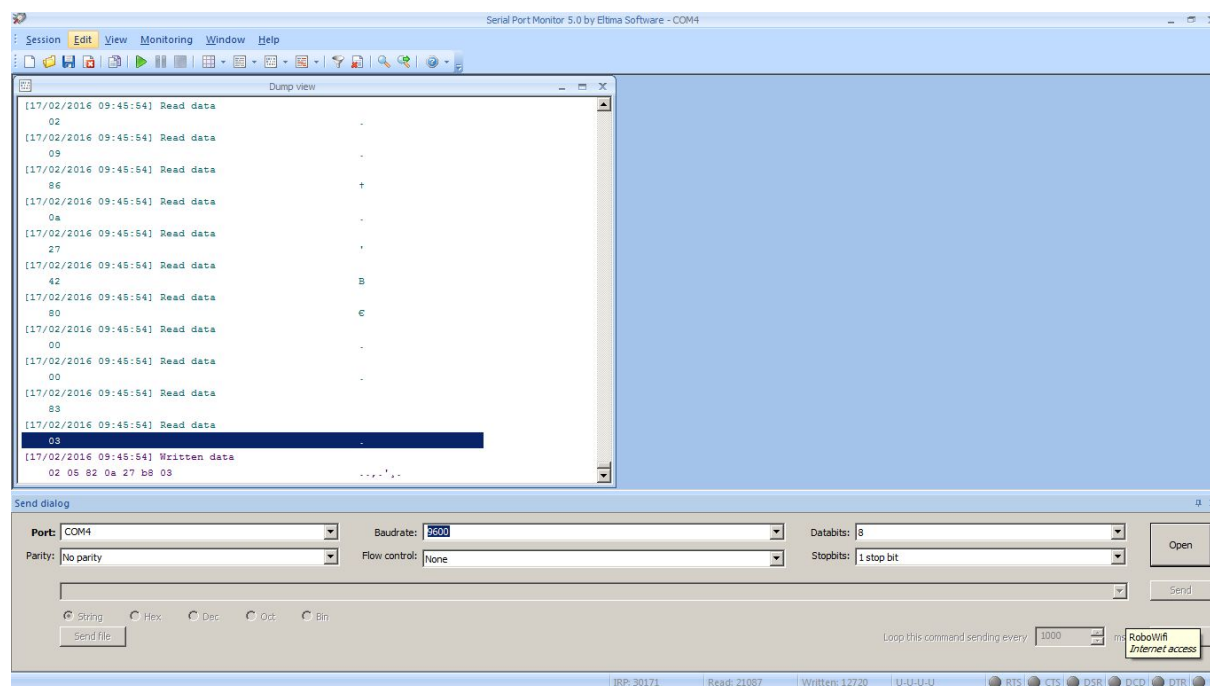 Serial Port Monitor 5.0 by Eltima Software - COM4
Session Edit View Monitoring Window Help
Dump view
[17/02/2016 09:45:54] Read data
02 .
[17/02/2016 09:45:54] Read data
09 .
[17/02/2016 09:45:54] Read data
86 †
[17/02/2016 09:45:54] Read data
0a .
[17/02/2016 09:45:54] Read data
27 '
[17/02/2016 09:45:54] Read data
42 B
[17/02/2016 09:45:54] Read data
80 €
[17/02/2016 09:45:54] Read data
00 .
[17/02/2016 09:45:54] Read data
00 .
[17/02/2016 09:45:54] Read data
83
[17/02/2016 09:45:54] Read data
03 .
[17/02/2016 09:45:54] Written data
02 05 82 0a 27 b8 03 ..‚.'¸.
Send dialog
Port: COM4 Baudrate: 9600 Databits: 8 Open
Parity: No parity Flow control: None Stopbits: 1 stop bit
Send
String Hex Dec Oct Bin
Send file Loop this command sending every 1000 ms
RoboWifi
Internet access
IRP: 30171 Read: 21087 Written: 12720 U-U-U-U RTS CTS DSR DCD DTR